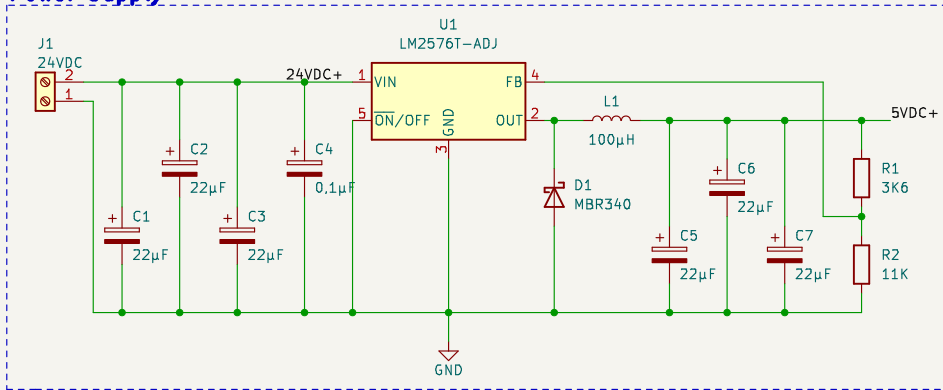 Power Supply
U1
LM2576T-ADJ
J1
24VDC
2
1
24VDC+
1
VIN
FB
4
5
ON/OFF
GND
OUT
2
3
L1
100µH
5VDC+
C2
22µF
C4
0,1µF
C1
22µF
C3
22µF
D1
MBR340
C6
22µF
R1
3K6
C5
22µF
C7
22µF
R2
11K
GND